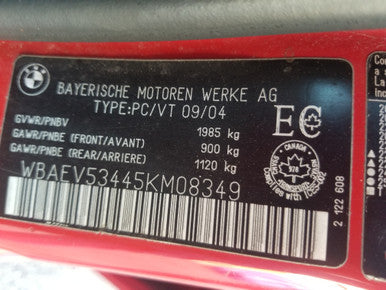 BMW
BAYERISCHE MOTOREN WERKE AG
TYPE:PC/VT 09/04
GVWR/PNBV 1985 kg
GAWR/PNBE (FRONT/AVANT) 900 kg
GAWR/PNBE (REAR/ARRIERE) 1120 kg
WBAEV53445KM08349
EC
CANADA
2 122 608